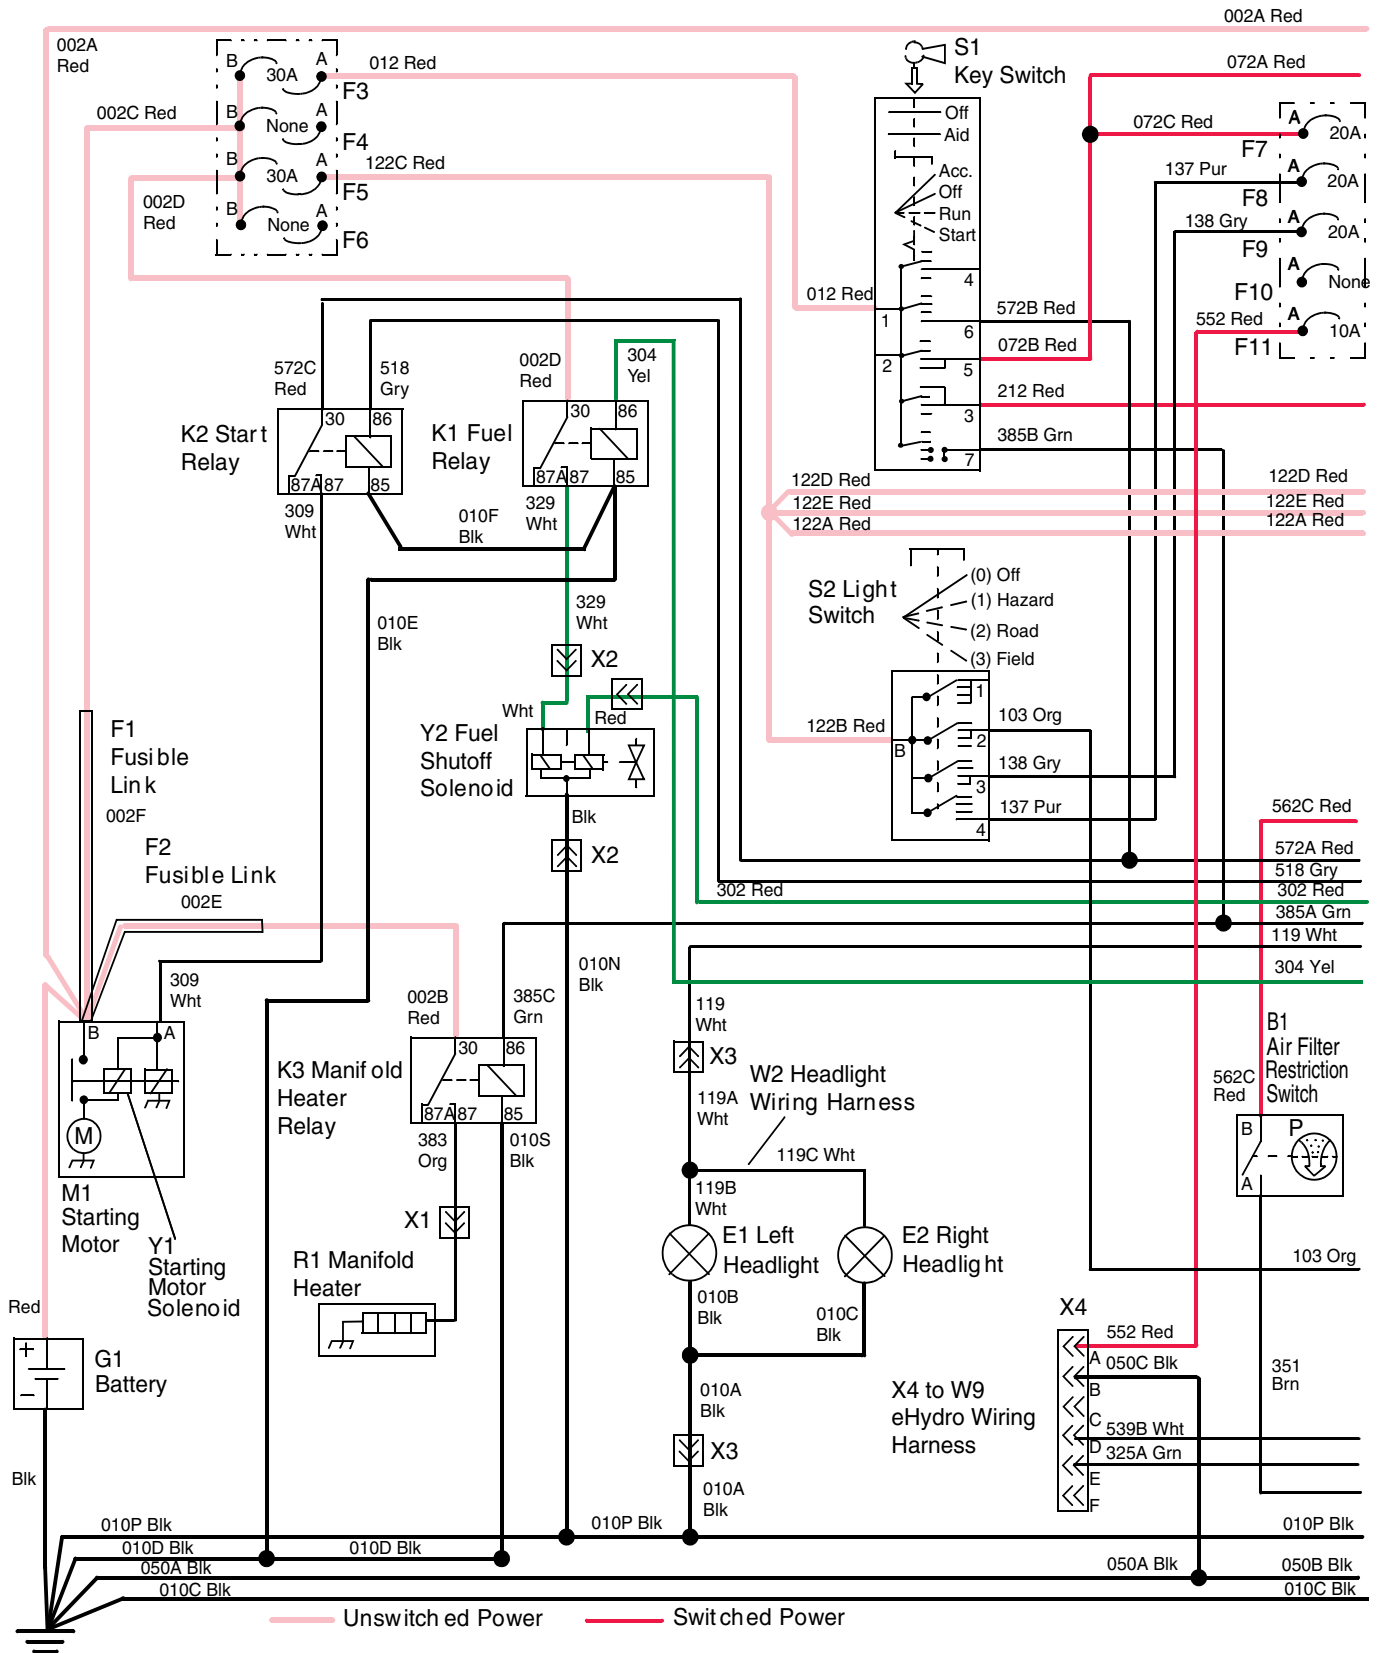 002A Red
002A
Red
B
A
30A
012 Red
F3
S1
Key Switch
072A Red
002C Red
B
A
None
F4
Off
Aid
072C Red
A
20A
F7
B
A
30A
122C Red
F5
Acc.
Off
Run
Start
137 Pur
A
20A
F8
002D
Red
B
A
None
F6
138 Gry
A
20A
F9
4
A
None
F10
012 Red
1
6
572B Red
552 Red
A
10A
F11
072B Red
2
5
572C
Red
518
Gry
002D
Red
304
Yel
212 Red
3
K2 Start
Relay
30
86
87A
87
85
K1 Fuel
Relay
30
86
87A
87
85
385B Grn
7
309
Wht
010F
Blk
329
Wht
122D Red
122E Red
122A Red
122D Red
122E Red
122A Red
S2 Light
Switch
(0) Off
(1) Hazard
(2) Road
(3) Field
010E
Blk
329
Wht
X2
1
Wht
Red
122B Red
B
2
103 Org
F1
Fusible
Link
002F
Y2 Fuel
Shutoff
Solenoid
3
138 Gry
4
137 Pur
Blk
X2
562C Red
572A Red
518 Gry
F2
Fusible Link
002E
302 Red
302 Red
385A Grn
119 Wht
304 Yel
309
Wht
002B
Red
385C
Grn
010N
Blk
119
Wht
B
A
X3
B1
Air Filter
Restriction
Switch
K3 Manifold
Heater
Relay
30
86
87A
87
85
W2 Headlight
Wiring Harness
562C
Red
119A
Wht
M
383
Org
010S
Blk
119C Wht
B
P
A
M1
Starting
Motor
Y1
Starting
Motor
Solenoid
X1
119B
Wht
E1 Left
Headlight
E2 Right
Headlight
R1 Manifold
Heater
103 Org
Red
010B
Blk
010C
Blk
X4
552 Red
A
050C Blk
B
C
539B Wht
D
325A Grn
E
F
G1
Battery
010A
Blk
X4 to W9
eHydro Wiring
Harness
351
Brn
X3
Blk
010A
Blk
010P Blk
010P Blk
010P Blk
010D Blk
010D Blk
050A Blk
050A Blk
050B Blk
010C Blk
010C Blk
Unswitched Power
Switched Power